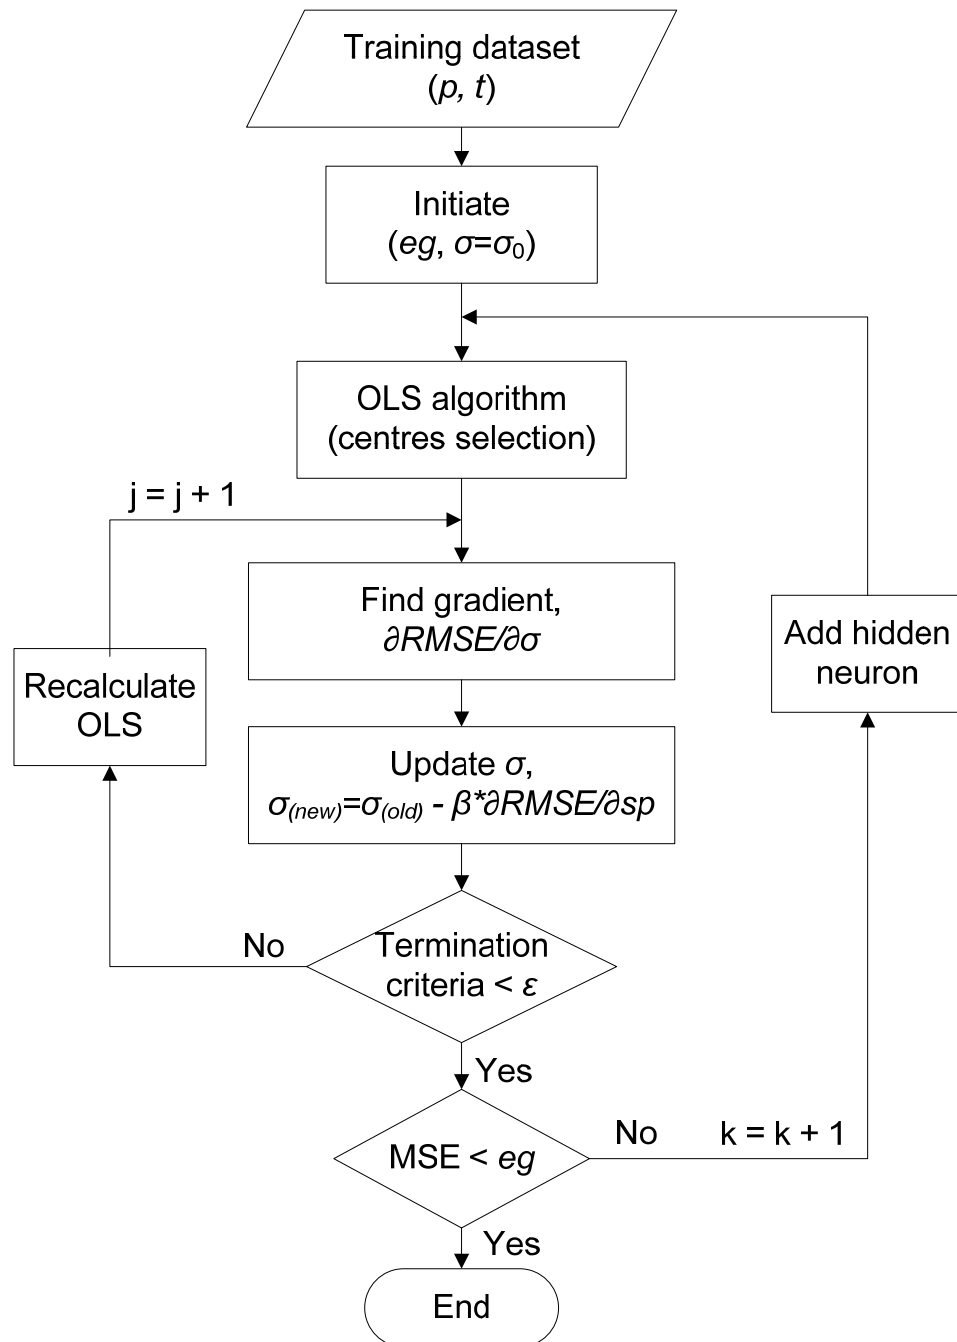 Training dataset
(p, t)
Initiate
(eg, σ=σ₀)
OLS algorithm
(centres selection)
j = j + 1
Find gradient,
∂RMSE/∂σ
Add hidden
neuron
Recalculate
OLS
Update σ,
σ(new)=σ(old) - β*∂RMSE/∂sp
No
Termination
criteria < ε
Yes
No
k = k + 1
MSE < eg
Yes
End